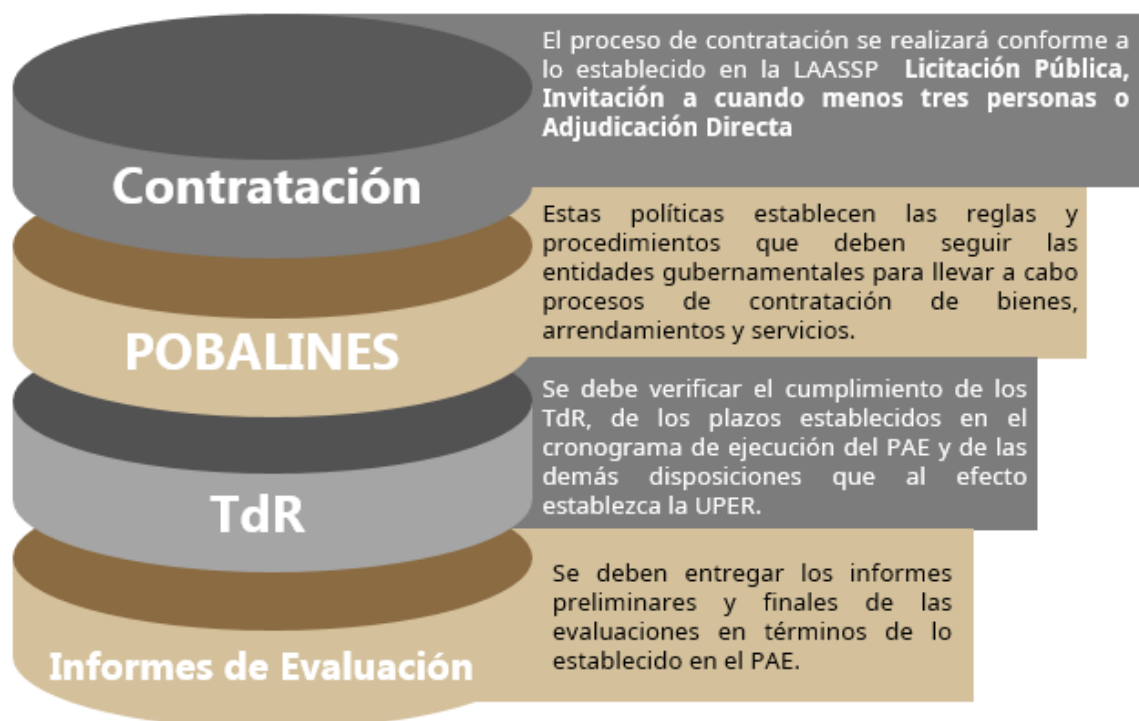 El proceso de contratación se realizará conforme a
lo establecido en la LAASSP Licitación Pública,
Invitación a cuando menos tres personas o
Adjudicación Directa
Contratación
Estas políticas establecen las reglas y
procedimientos que deben seguir las
entidades gubernamentales para llevar a cabo
procesos de contratación de bienes,
arrendamientos y servicios.
POBALINES
Se debe verificar el cumplimiento de los
TdR, de los plazos establecidos en el
cronograma de ejecución del PAE y de las
demás disposiciones que al efecto
establezca la UPER.
TdR
Se deben entregar los informes
preliminares y finales de las
evaluaciones en términos de lo
establecido en el PAE.
Informes de Evaluación